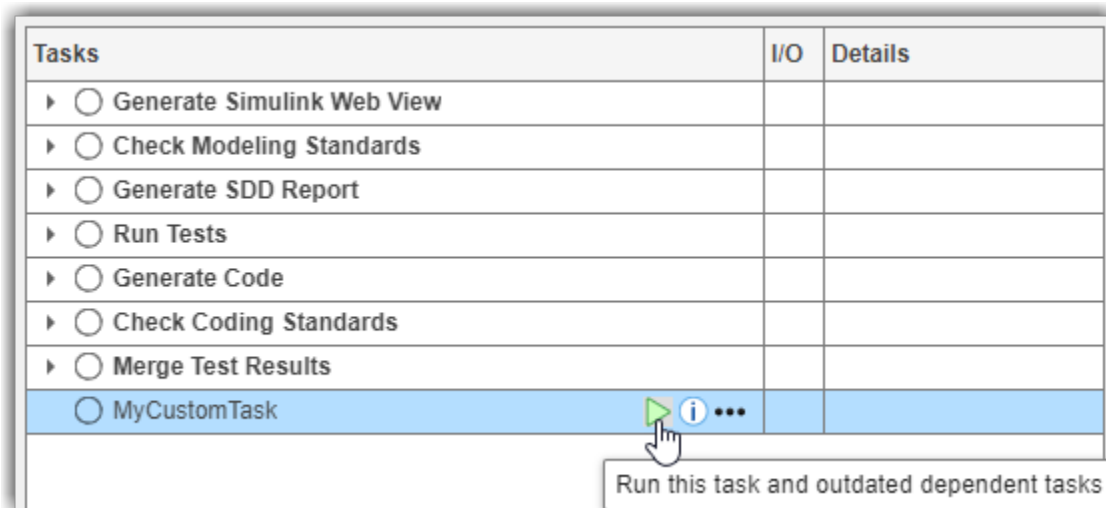 Tasks I/O Details
Generate Simulink Web View
Check Modeling Standards
Generate SDD Report
Run Tests
Generate Code
Check Coding Standards
Merge Test Results
MyCustomTask i •••
Run this task and outdated dependent tasks